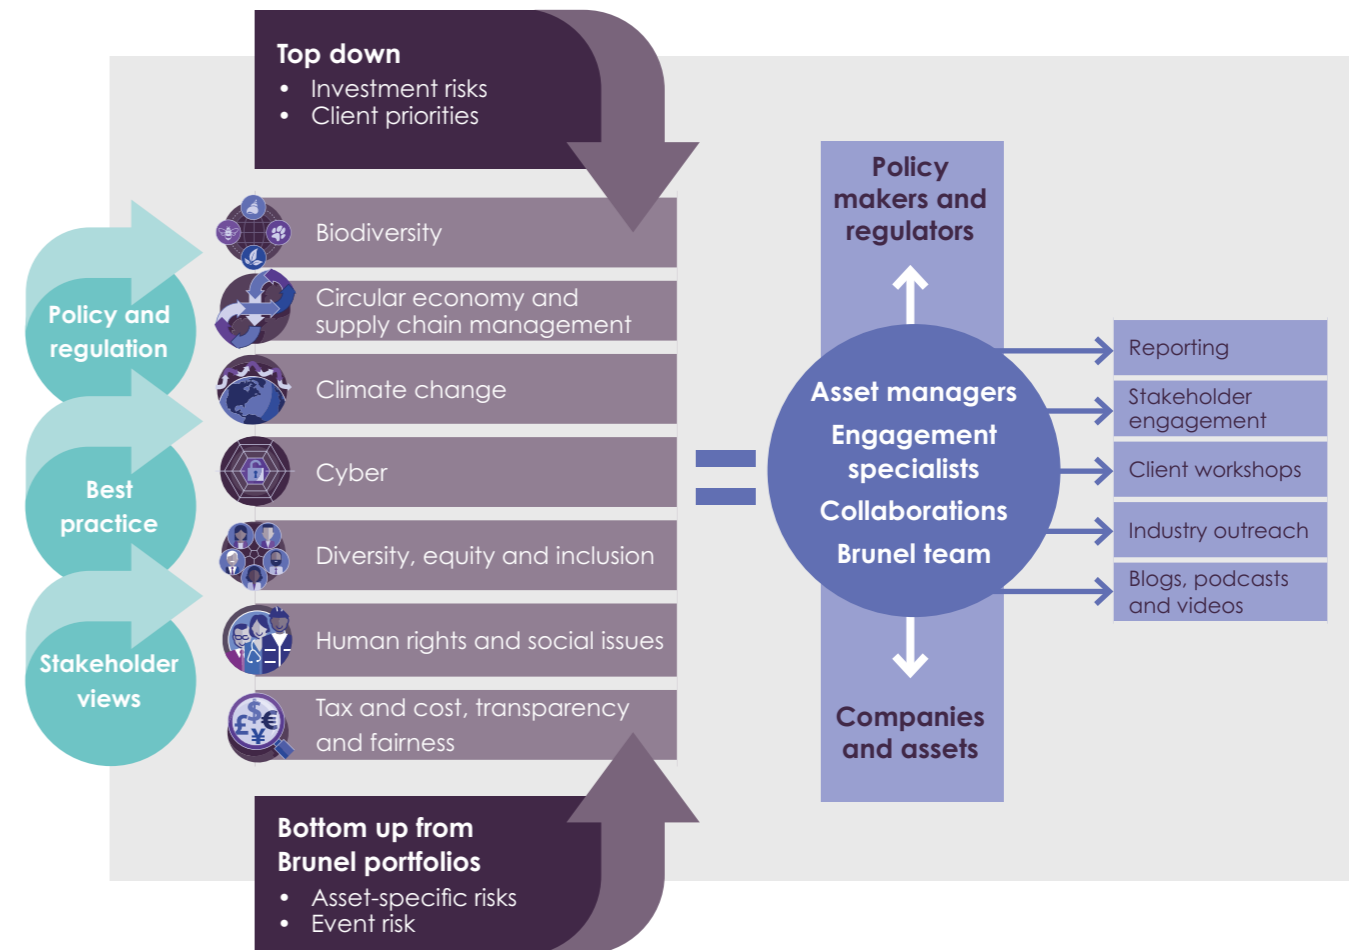 Top down
• Investment risks
• Client priorities
Policy and
regulation
Best
practice
Stakeholder
views
Biodiversity
Circular economy and
supply chain management
Climate change
Cyber
Diversity, equity and inclusion
Human rights and social issues
£$€¥
Tax and cost, transparency
and fairness
Bottom up from
Brunel portfolios
• Asset-specific risks
• Event risk
=
Policy
makers and
regulators
Asset managers
Engagement
specialists
Collaborations
Brunel team
Companies
and assets
Reporting
Stakeholder
engagement
Client workshops
Industry outreach
Blogs, podcasts
and videos